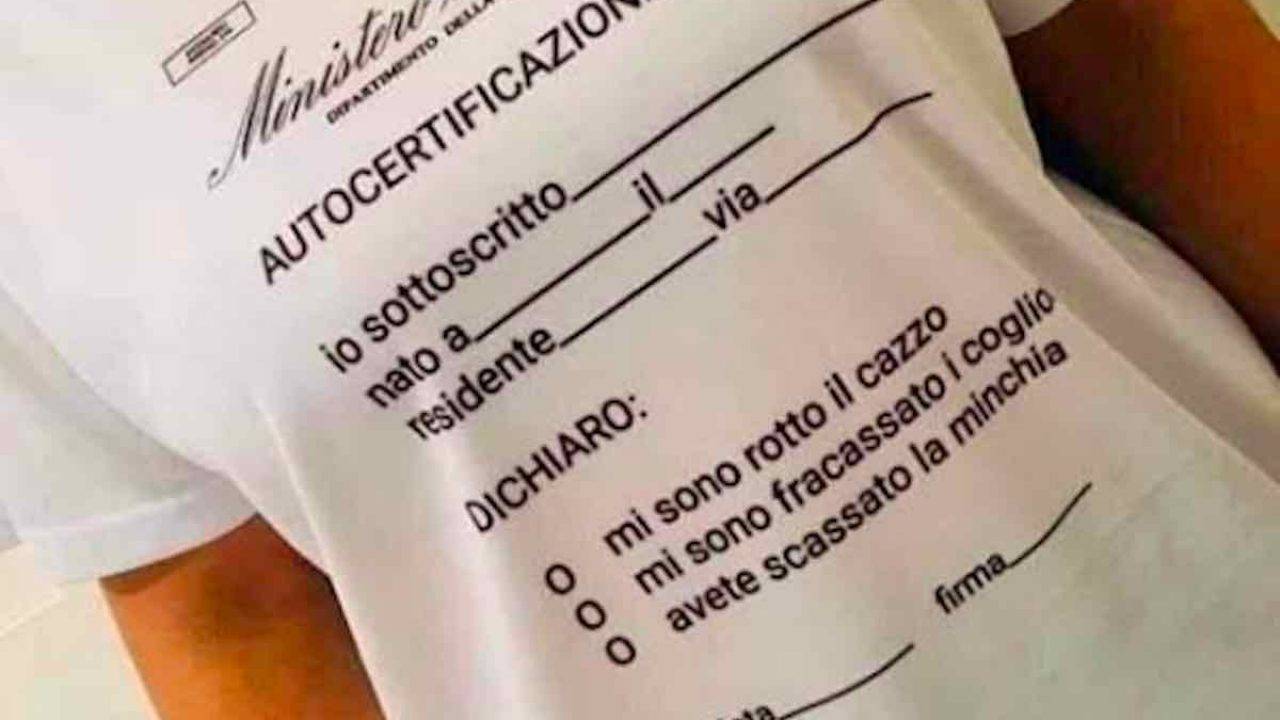 Ministero
DIPARTIMENTO DELLA
AUTOCERTIFICAZION
io sottoscritto
nato a il
residente via
DICHIARO:
o mi sono rotto il cazzo
o mi sono fracassato i coglio
o avete scassato la minchia
firma